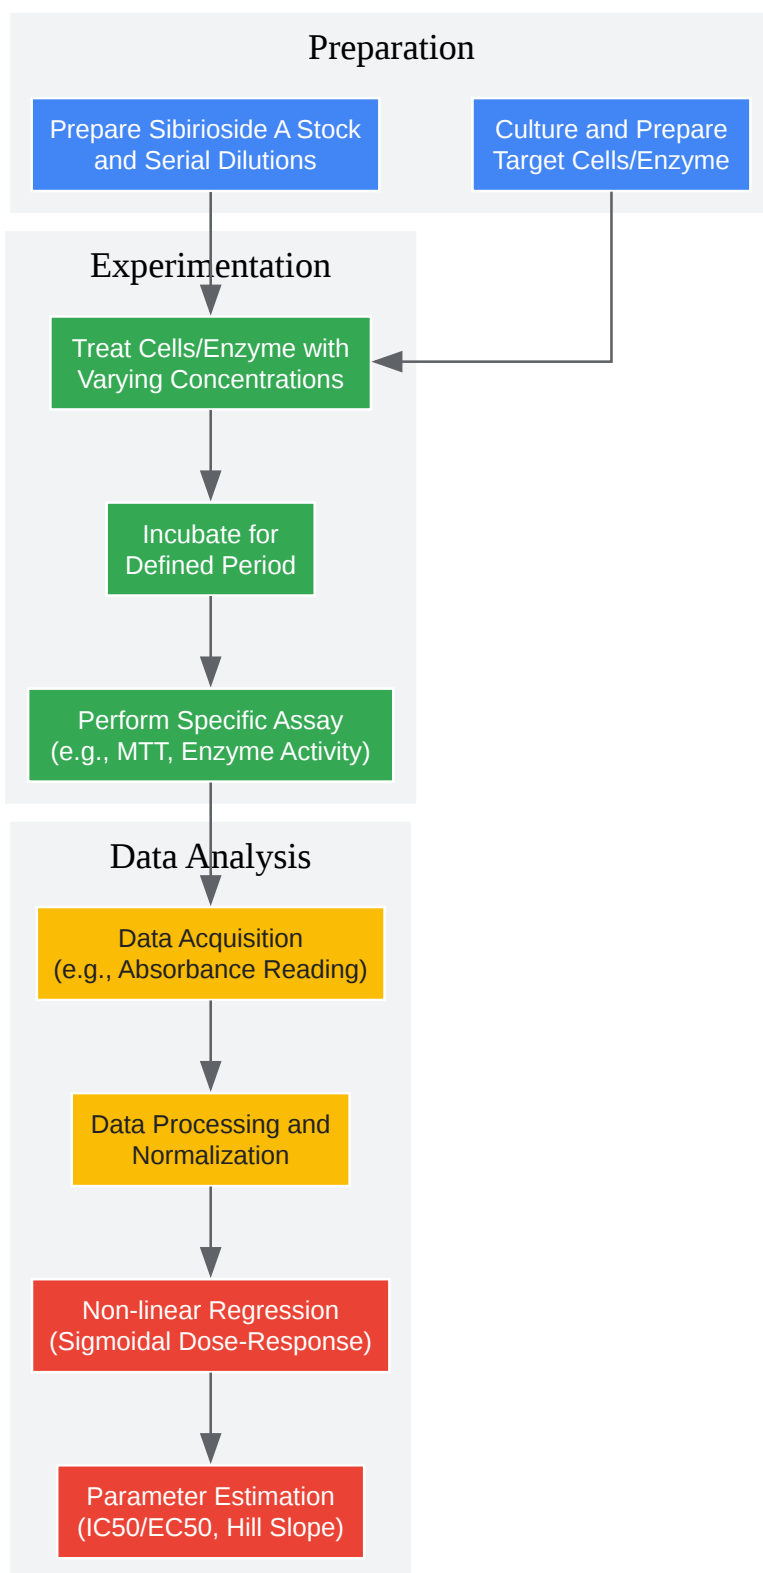 Preparation
Prepare Sibirioside A Stock
and Serial Dilutions
Culture and Prepare
Target Cells/Enzyme
Experimentation
Treat Cells/Enzyme with
Varying Concentrations
Incubate for
Defined Period
Perform Specific Assay
(e.g., MTT, Enzyme Activity)
Data Analysis
Data Acquisition
(e.g., Absorbance Reading)
Data Processing and
Normalization
Non-linear Regression
(Sigmoidal Dose-Response)
Parameter Estimation
(IC50/EC50, Hill Slope)